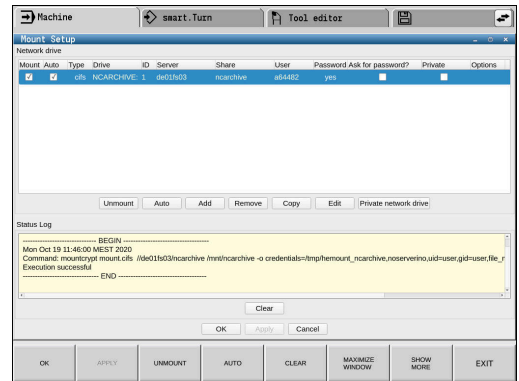 Machine smart.Turn Tool editor
Mount Setup
Network drive
Mount Auto Type Drive ID Server Share User Password Ask for password? Private Options
cifs NCARCHIVE: 1 de01fs03 ncarchive a64482 yes
Unmount Auto Add Remove Copy Edit Private network drive
Status Log
------------------------------ BEGIN -----------------------------------
Mon Oct 19 11:46:00 MEST 2020
Command: mountcrypt mount.cifs //de01fs03/ncarchive /mnt/ncarchive -o credentials=/tmp/hemount_ncarchive,noserverino,uid=user,gid=user,file_r
Execution successful
------------------------------- END ------------------------------------
Clear
OK Apply Cancel
OK APPLY UNMOUNT AUTO CLEAR MAXIMIZE WINDOW SHOW MORE EXIT